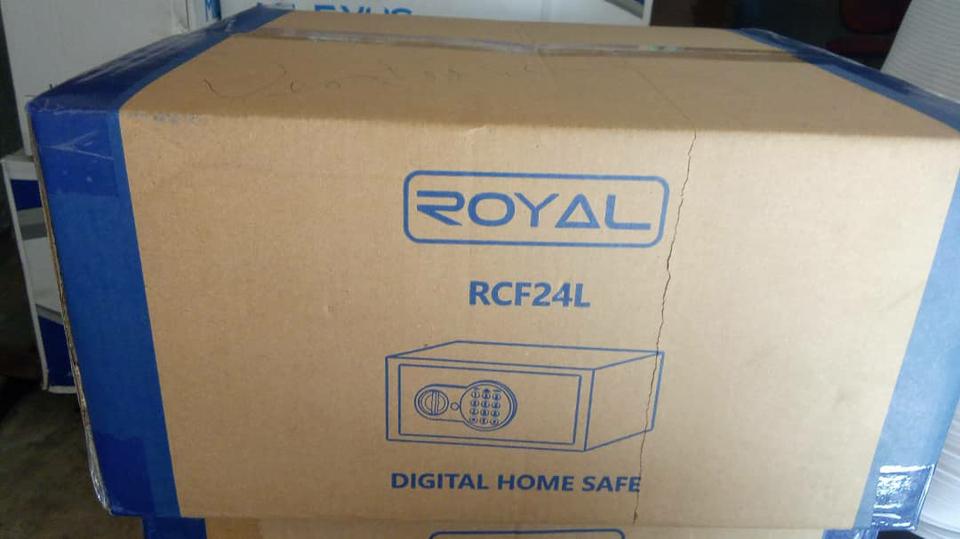 ROYAL
RCF24L
DIGITAL HOME SAFE